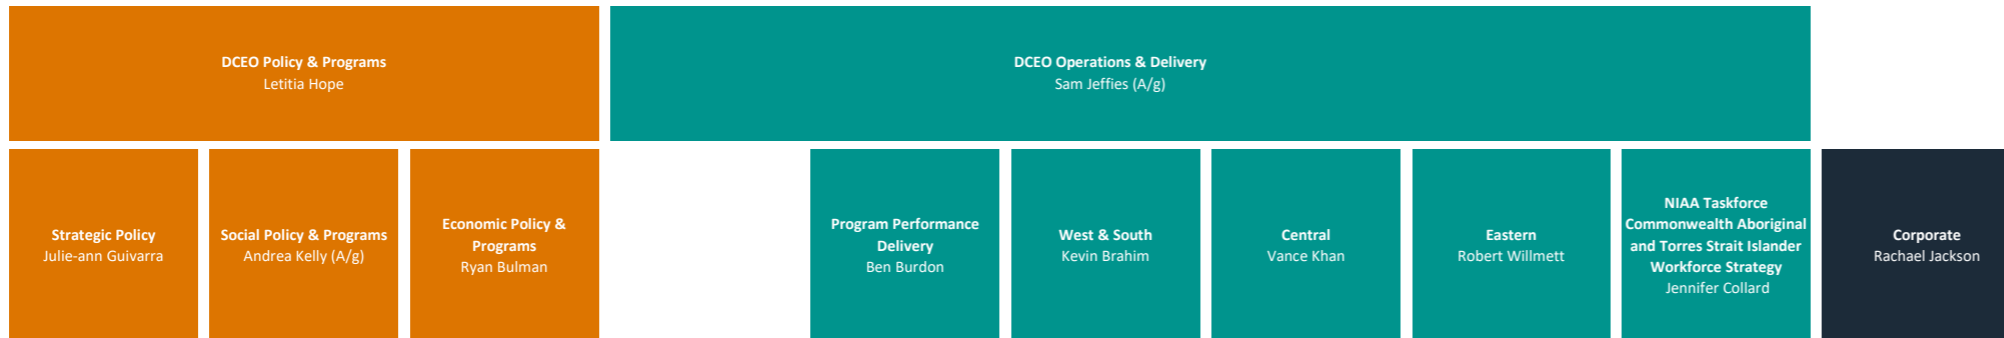 DCEO Policy & Programs
Letitia Hope
DCEO Operations & Delivery
Sam Jeffies (A/g)
Strategic Policy
Julie-ann Guivarra
Social Policy & Programs
Andrea Kelly (A/g)
Economic Policy &
Programs
Ryan Bulman
Program Performance
Delivery
Ben Burdon
West & South
Kevin Brahim
Central
Vance Khan
Eastern
Robert Willmett
NIAA Taskforce
Commonwealth Aboriginal
and Torres Strait Islander
Workforce Strategy
Jennifer Collard
Corporate
Rachael Jackson